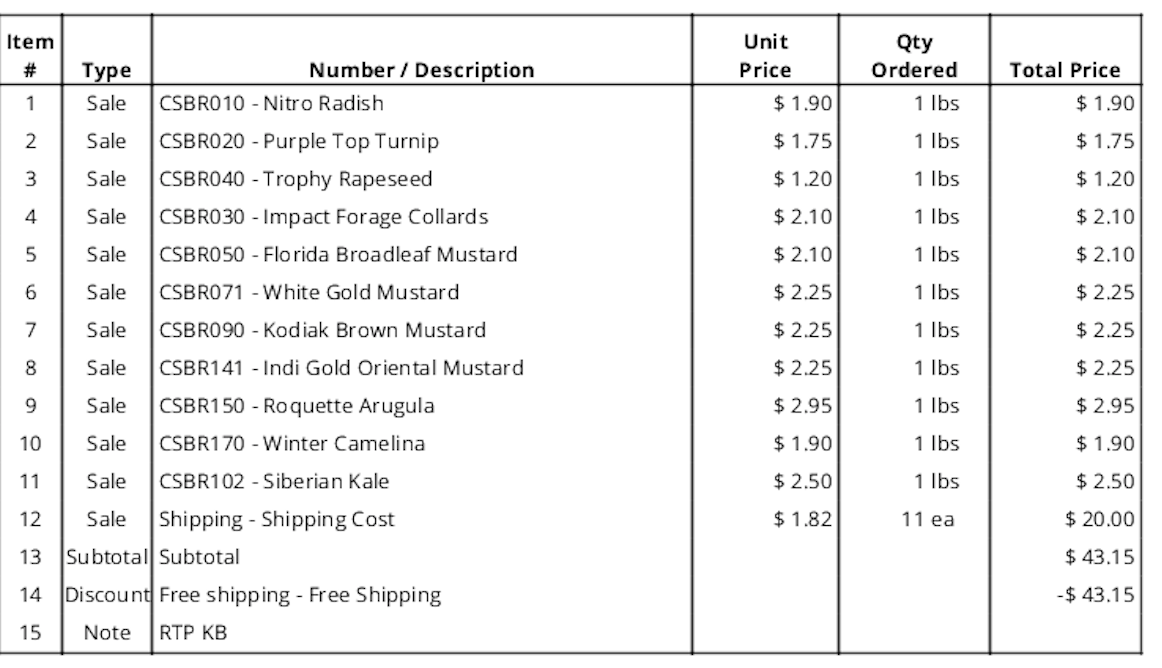 Item # Type Number / Description Unit Price Qty Ordered Total Price
1 Sale CSBR010 - Nitro Radish $ 1.90 1 lbs $ 1.90
2 Sale CSBR020 - Purple Top Turnip $ 1.75 1 lbs $ 1.75
3 Sale CSBR040 - Trophy Rapeseed $ 1.20 1 lbs $ 1.20
4 Sale CSBR030 - Impact Forage Collards $ 2.10 1 lbs $ 2.10
5 Sale CSBR050 - Florida Broadleaf Mustard $ 2.10 1 lbs $ 2.10
6 Sale CSBR071 - White Gold Mustard $ 2.25 1 lbs $ 2.25
7 Sale CSBR090 - Kodiak Brown Mustard $ 2.25 1 lbs $ 2.25
8 Sale CSBR141 - Indi Gold Oriental Mustard $ 2.25 1 lbs $ 2.25
9 Sale CSBR150 - Roquette Arugula $ 2.95 1 lbs $ 2.95
10 Sale CSBR170 - Winter Camelina $ 1.90 1 lbs $ 1.90
11 Sale CSBR102 - Siberian Kale $ 2.50 1 lbs $ 2.50
12 Sale Shipping - Shipping Cost $ 1.82 11 ea $ 20.00
13 Subtotal Subtotal $ 43.15
14 Discount Free shipping - Free Shipping -$ 43.15
15 Note RTP KB